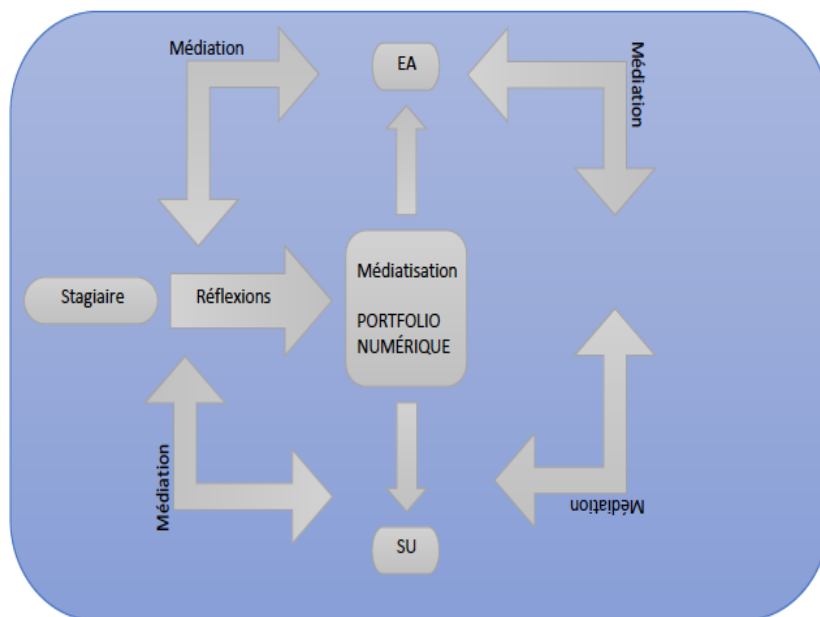 Médiation
EA
Médiation
Médiatisation
Stagiaire
Réflexions
PORTFOLIO
NUMÉRIQUE
Médiation
Médiation
SU